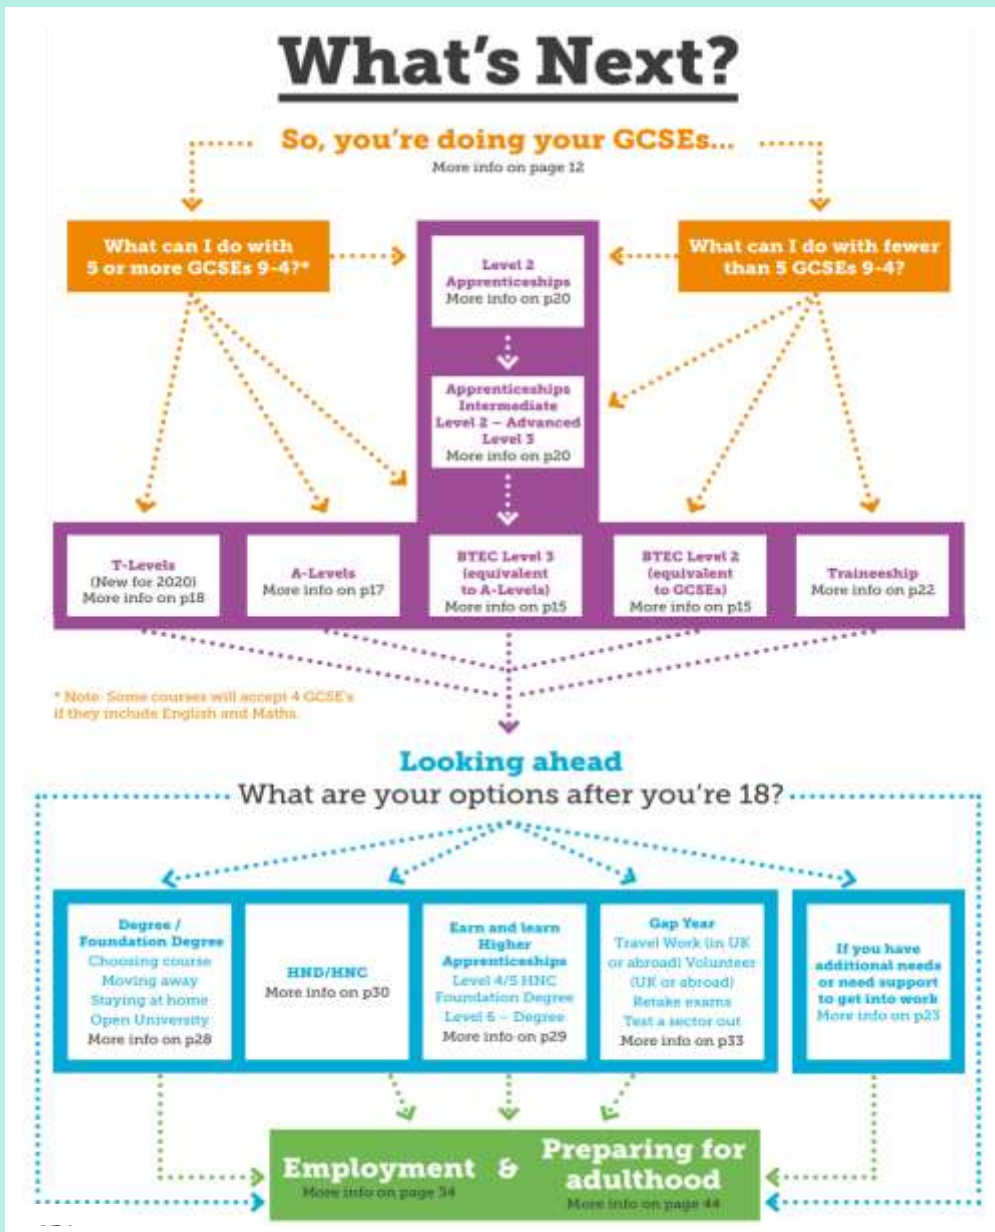 What's Next?
So, you're doing your GCSEs...
More info on page 12
What can I do with
5 or more GCSEs 9-4?*
Level 2
Apprenticeships
More info on p20
What can I do with fewer
than 5 GCSEs 9-4?
Apprenticeships
Intermediate
Level 2 – Advanced
Level 3
More info on p20
T-Levels
(New for 2020)
More info on p18
A-Levels
More info on p17
BTEC Level 3
(equivalent
to A-Levels)
More info on p15
BTEC Level 2
(equivalent
to GCSEs)
More info on p15
Traineeship
More info on p22
* Note: Some courses will accept 4 GCSE's
if they include English and Maths.
Looking ahead
What are your options after you're 18?
Degree /
Foundation Degree
Choosing course
Moving away
Staying at home
Open University
More info on p28
HND/HNC
More info on p30
Earn and learn
Higher
Apprenticeships
Level 4/5 HNC
Foundation Degree
Level 6 – Degree
More info on p29
Gap Year
Travel Work (in UK
or abroad) Volunteer
(UK or abroad)
Retake exams
Test a sector out
More info on p33
If you have
additional needs
or need support
to get into work
More info on p23
Employment &
More info on page 34
Preparing for
adulthood
More info on page 44